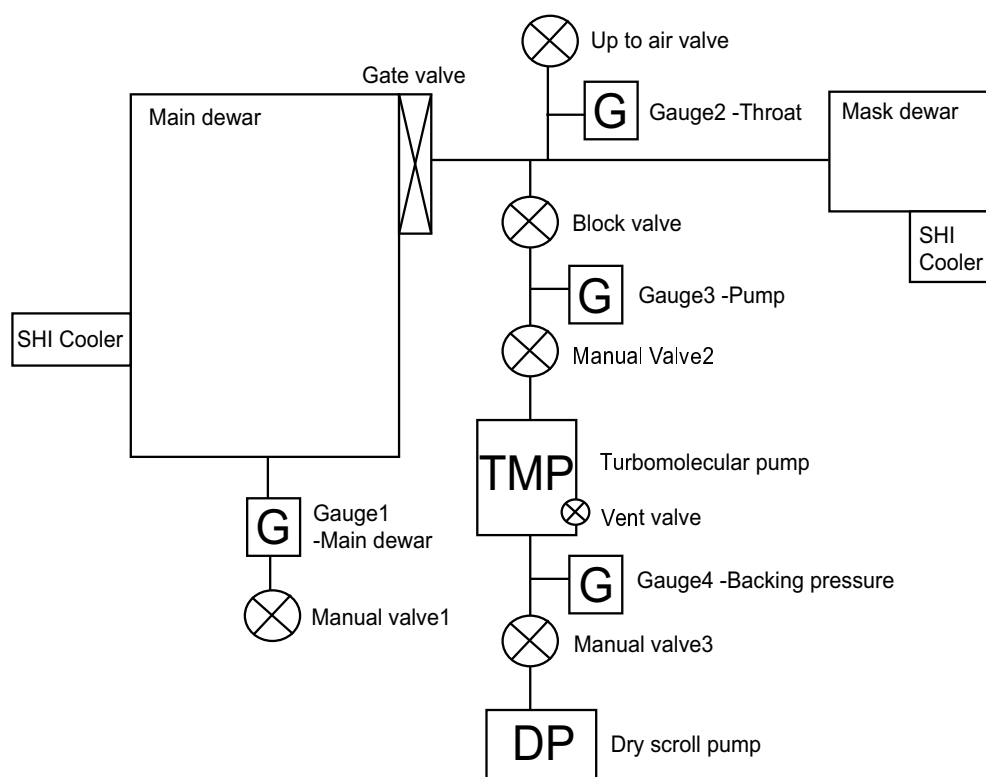 Up to air valve
Gate valve
Main dewar
G
Gauge2 -Throat
Mask dewar
Block valve
SHI
Cooler
G
Gauge3 -Pump
SHI Cooler
Manual Valve2
TMP
Turbomolecular pump
Vent valve
G
Gauge1
-Main dewar
G
Gauge4 -Backing pressure
Manual valve1
Manual valve3
DP
Dry scroll pump